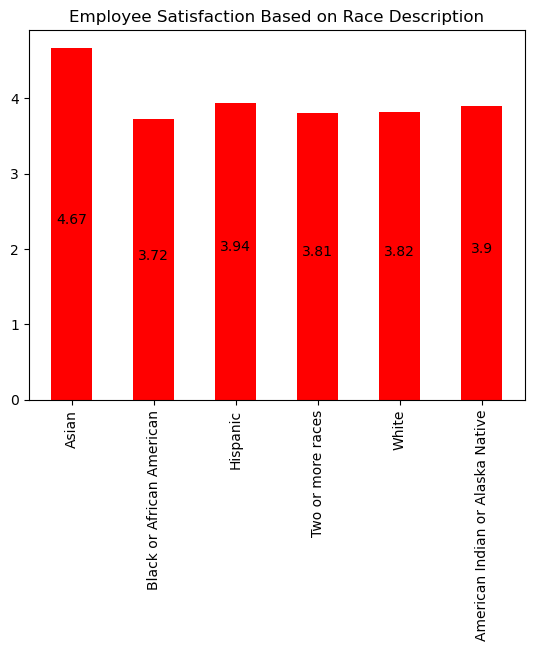 Employee Satisfaction Based on Race Description
4
3
2
1
0
4.67
3.72
3.94
3.81
3.82
3.9
Asian
Black or African American
Hispanic
Two or more races
White
American Indian or Alaska Native